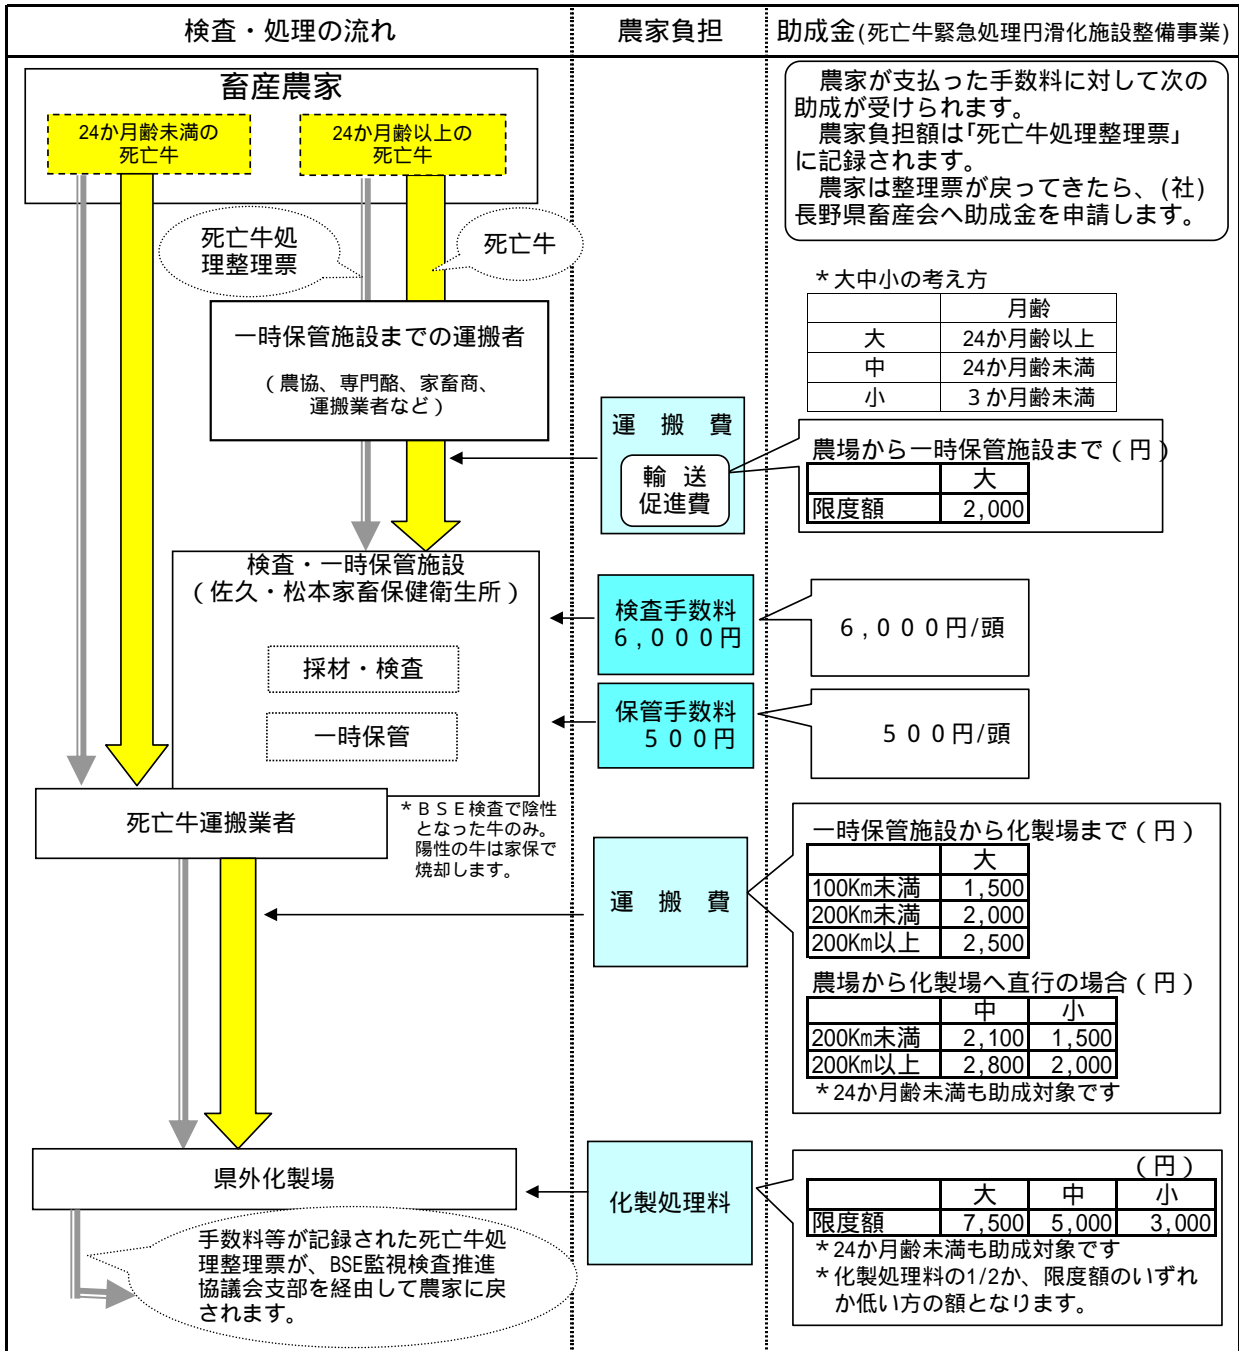 検査・処理の流れ
農家負担
助成金(死亡牛緊急処理円滑化施設整備事業)
畜産農家
24か月齢未満の
死亡牛
24か月齢以上の
死亡牛
死亡牛処
理整理票
死亡牛
一時保管施設までの運搬者
(農協、専門酪、家畜商、
運搬業者など)
検査・一時保管施設
(佐久・松本家畜保健衛生所)
採材・検査
一時保管
死亡牛運搬業者
*BSE検査で陰性
となった牛のみ。
陽性の牛は家保で
焼却します。
県外化製場
手数料等が記録された死亡牛処
理整理票が、BSE監視検査推進
協議会支部を経由して農家に戻
されます。
運 搬 費
輸 送
促進費
検査手数料
6,000円
保管手数料
500円
運 搬 費
化製処理料
農家が支払った手数料に対して次の
助成が受けられます。
農家負担額は「死亡牛処理整理票」
に記録されます。
農家は整理票が戻ってきたら、(社)
長野県畜産会へ助成金を申請します。
*大中小の考え方
月齢
大 24か月齢以上
中 24か月齢未満
小 3か月齢未満
農場から一時保管施設まで(円)
大
限度額 2,000
6,000円/頭
500円/頭
一時保管施設から化製場まで(円)
大
100Km未満 1,500
200Km未満 2,000
200Km以上 2,500
農場から化製場へ直行の場合(円)
中 小
200Km未満 2,100 1,500
200Km以上 2,800 2,000
*24か月齢未満も助成対象です
(円)
大 中 小
限度額 7,500 5,000 3,000
*24か月齢未満も助成対象です
*化製処理料の1/2か、限度額のいずれ
か低い方の額となります。